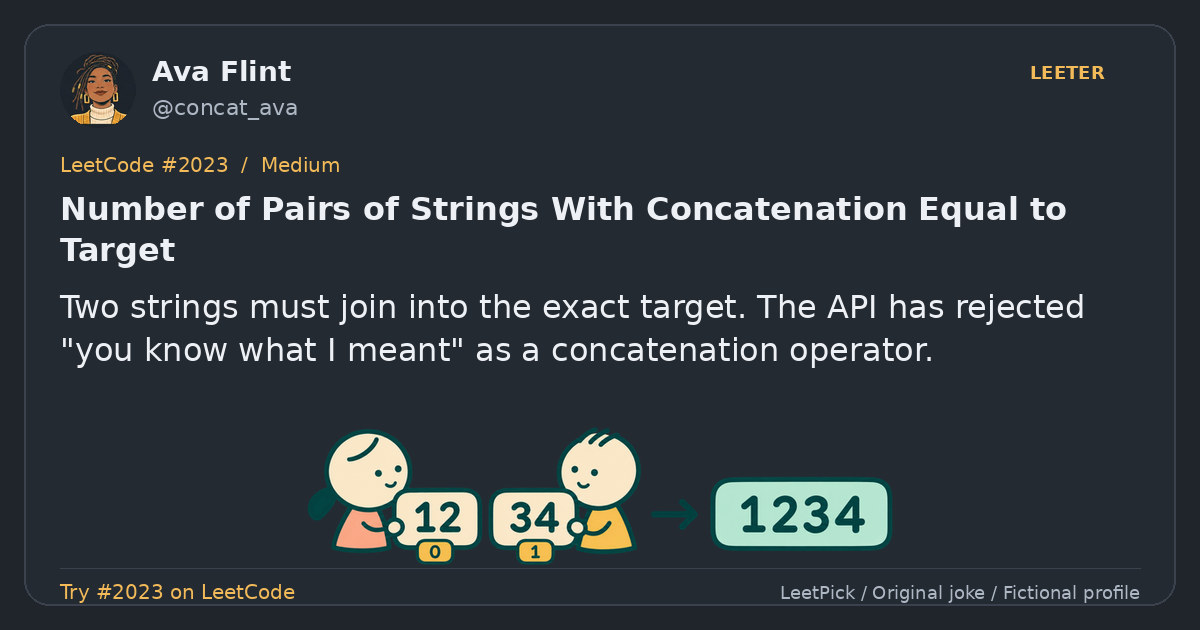 Ava Flint
@concat_ava
LEETER
LeetCode #2023 / Medium
Number of Pairs of Strings With Concatenation Equal to
Target
Two strings must join into the exact target. The API has rejected
"you know what I meant" as a concatenation operator.
12
34
1234
0
1
Try #2023 on LeetCode
LeetPick / Original joke / Fictional profile